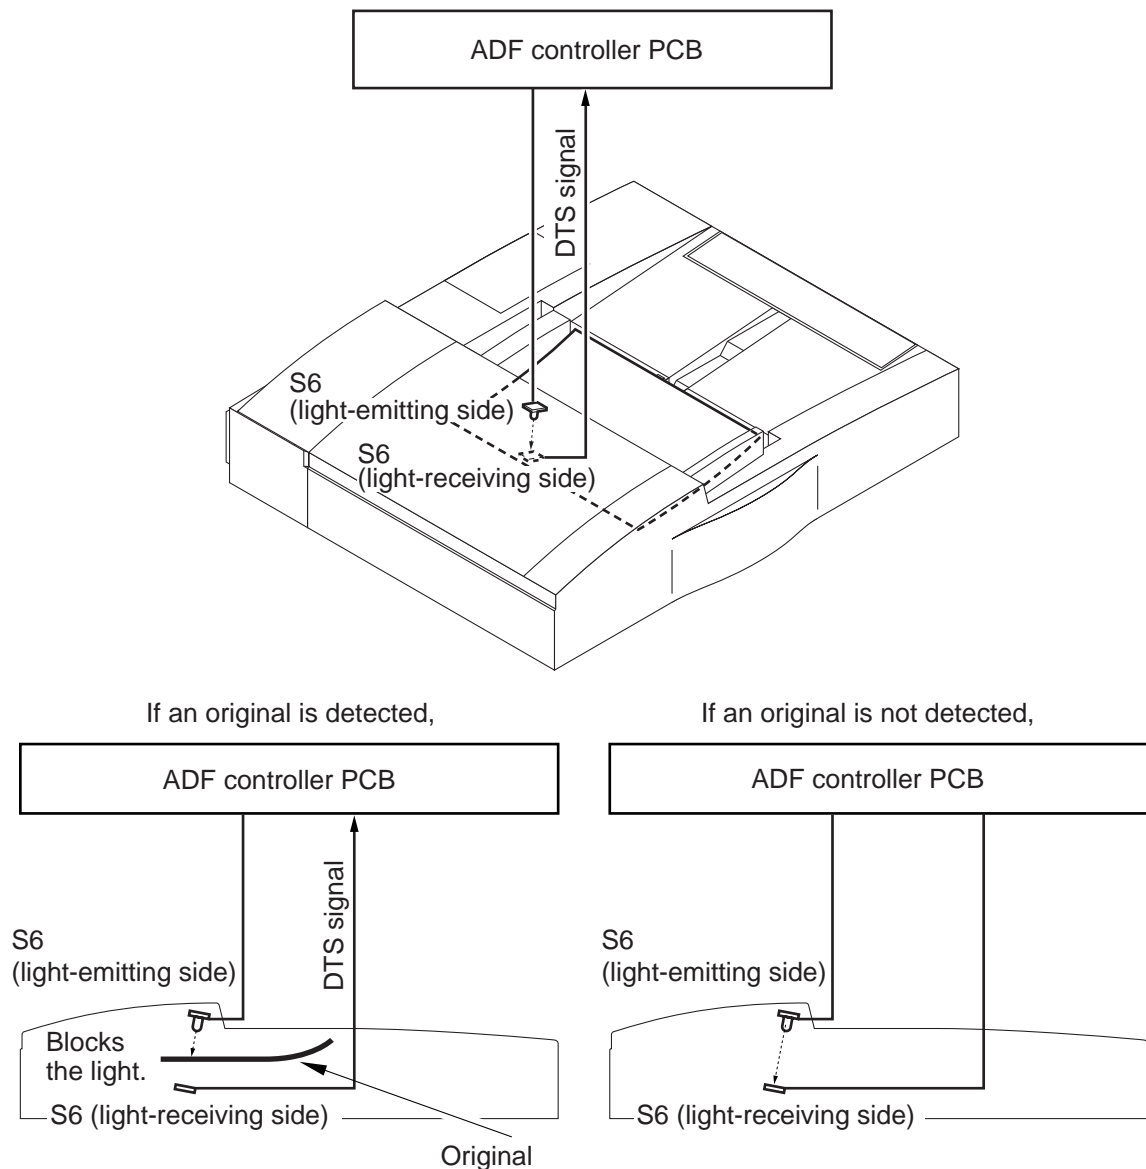 ADF controller PCB
DTS signal
S6
(light-emitting side)
S6
(light-receiving side)
If an original is detected,
ADF controller PCB
DTS signal
S6
(light-emitting side)
Blocks
the light.
S6 (light-receiving side)
Original
If an original is not detected,
ADF controller PCB
S6
(light-emitting side)
S6 (light-receiving side)